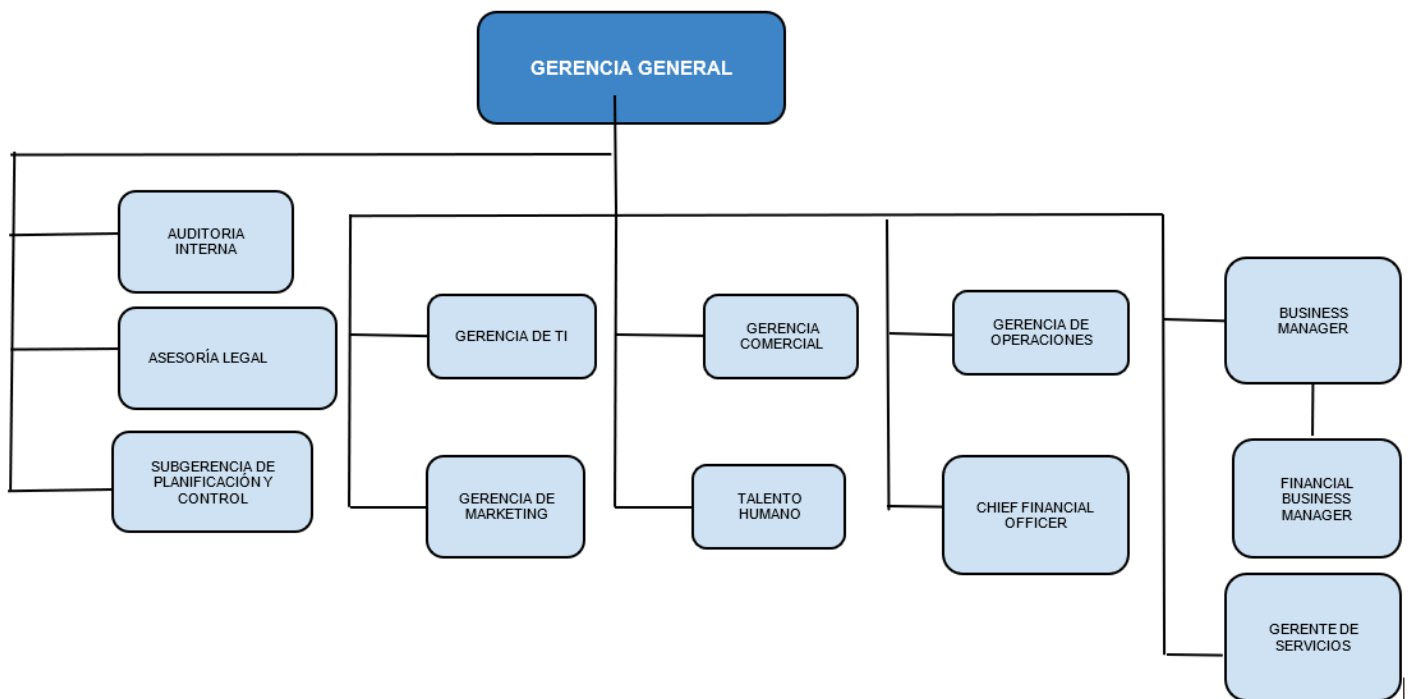 GERENCIA GENERAL
AUDITORIA
INTERNA
ASESORÍA LEGAL
SUBGERENCIA DE
PLANIFICACIÓN Y
CONTROL
GERENCIA DE TI
GERENCIA DE
MARKETING
GERENCIA
COMERCIAL
TALENTO
HUMANO
GERENCIA DE
OPERACIONES
CHIEF FINANCIAL
OFFICER
BUSINESS
MANAGER
FINANCIAL
BUSINESS
MANAGER
GERENTE DE
SERVICIOS